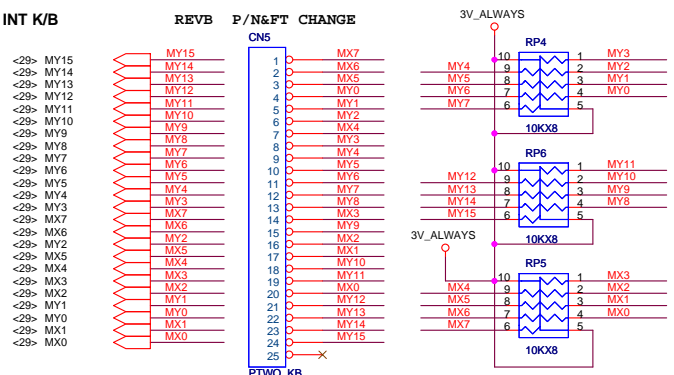 INT K/B
REVB P/N&FT CHANGE
CN5
<29> MY15 MY15
<29> MY14 MY14
<29> MY13 MY13
<29> MY12 MY12
<29> MY11 MY11
<29> MY10 MY10
<29> MY9 MY9
<29> MY8 MY8
<29> MY7 MY7
<29> MY6 MY6
<29> MY5 MY5
<29> MY4 MY4
<29> MY3 MY3
<29> MX7 MX7
<29> MX6 MX6
<29> MY2 MY2
<29> MX5 MX5
<29> MX4 MX4
<29> MX3 MX3
<29> MX2 MX2
<29> MY1 MY1
<29> MY0 MY0
<29> MX1 MX1
<29> MX0 MX0
1 MX7
2 MX6
3 MX5
4 MY0
5 MY1
6 MY2
7 MX4
8 MY3
9 MY4
10 MY5
11 MY6
12 MY7
13 MY8
14 MX3
15 MY9
16 MX2
17 MX1
18 MY10
19 MY11
20 MX0
21 MY12
22 MY13
23 MY14
24 MY15
25
PTWO_KB
3V_ALWAYS
RP4
10 1 MY3
MY4 9 2 MY2
MY5 8 3 MY1
MY6 7 4 MY0
MY7 6 5
10KX8
RP6
10 1 MY11
MY12 9 2 MY10
MY13 8 3 MY9
MY14 7 4 MY8
MY15 6 5
10KX8
3V_ALWAYS
RP5
10 1 MX3
MX4 9 2 MX2
MX5 8 3 MX1
MX6 7 4 MX0
MX7 6 5
10KX8